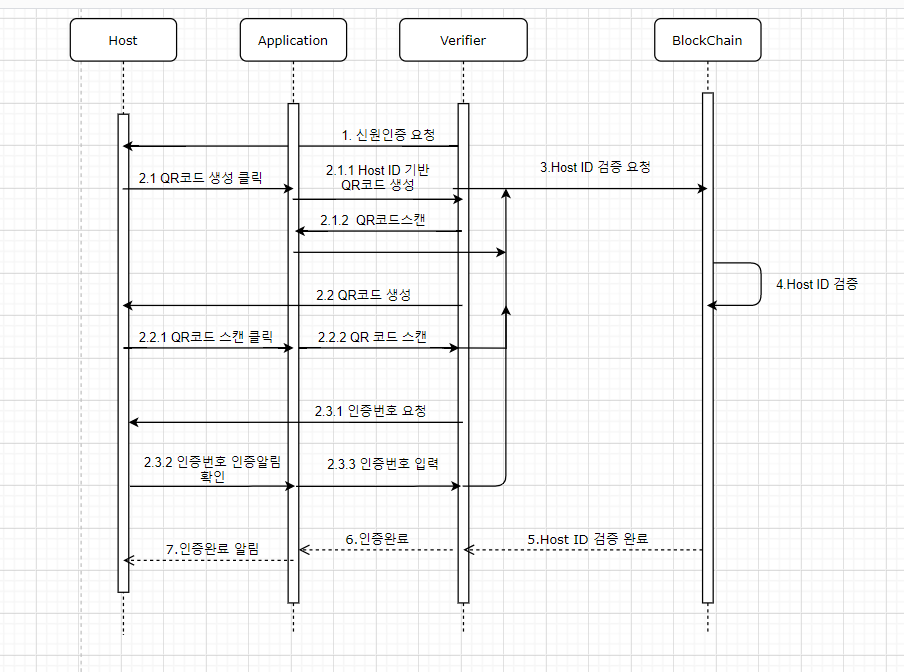 Host
Application
Verifier
BlockChain
1. 신원인증 요청
2.1 QR코드 생성 클릭
2.1.1 Host ID 기반
QR코드 생성
3.Host ID 검증 요청
2.1.2 QR코드스캔
4.Host ID 검증
2.2 QR코드 생성
2.2.1 QR코드 스캔 클릭
2.2.2 QR 코드 스캔
2.3.1 인증번호 요청
2.3.2 인증번호 인증알림
확인
2.3.3 인증번호 입력
5.Host ID 검증 완료
6.인증완료
7.인증완료 알림